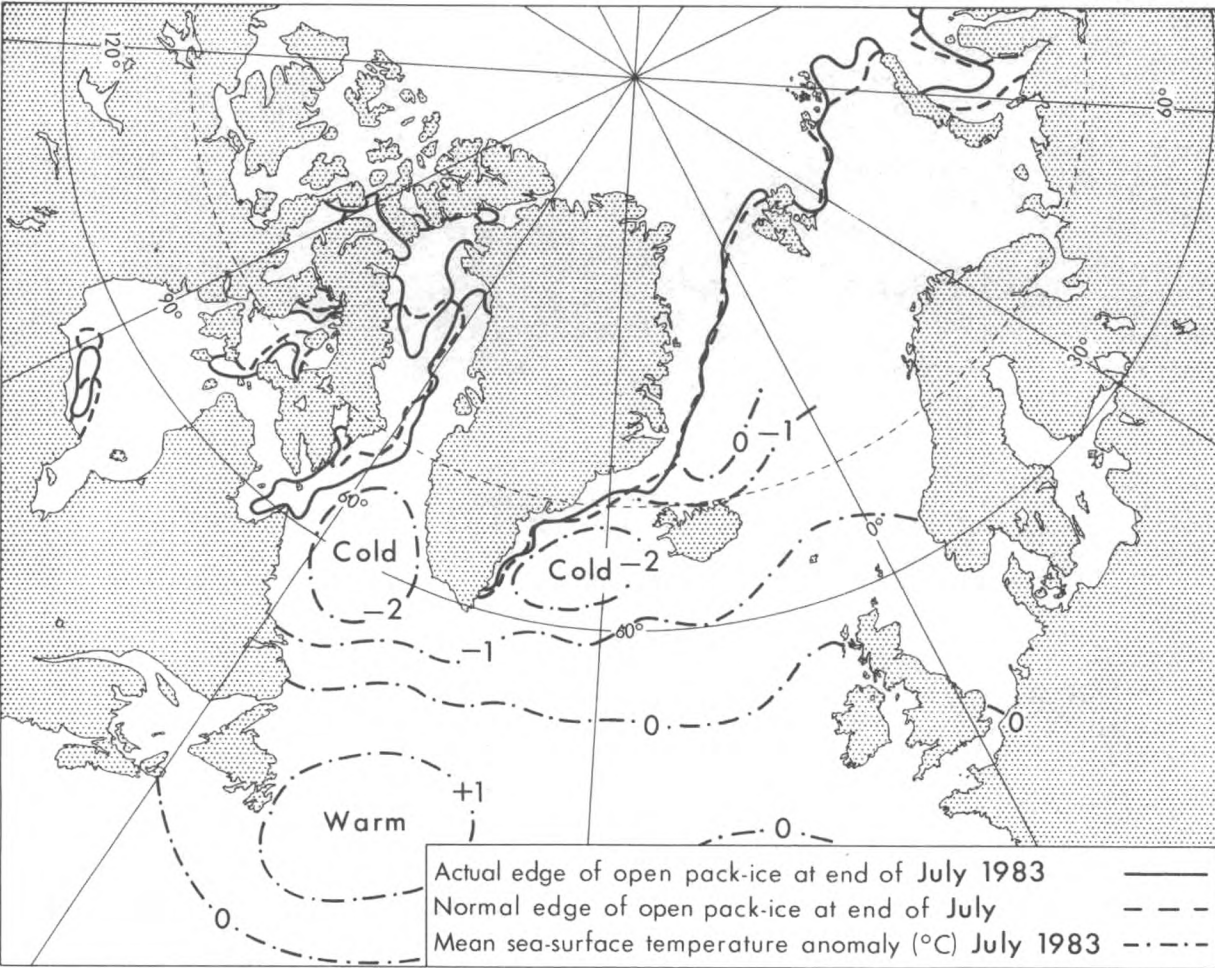 120°
60°
90°
30°
0
−1
60°
Cold
−2
Cold −2
0°
60°
−1
0
0
+1
Warm
0
0
Actual edge of open pack-ice at end of July 1983
Normal edge of open pack-ice at end of July
Mean sea-surface temperature anomaly (°C) July 1983